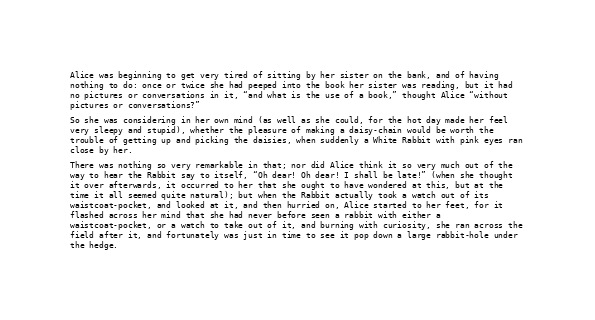 Alice was beginning to get very tired of sitting by her sister on the bank, and of having
nothing to do: once or twice she had peeped into the book her sister was reading, but it had
no pictures or conversations in it, “and what is the use of a book,” thought Alice “without
pictures or conversations?”
So she was considering in her own mind (as well as she could, for the hot day made her feel
very sleepy and stupid), whether the pleasure of making a daisy-chain would be worth the
trouble of getting up and picking the daisies, when suddenly a White Rabbit with pink eyes ran
close by her.
There was nothing so very remarkable in that; nor did Alice think it so very much out of the
way to hear the Rabbit say to itself, “Oh dear! Oh dear! I shall be late!” (when she thought
it over afterwards, it occurred to her that she ought to have wondered at this, but at the
time it all seemed quite natural); but when the Rabbit actually took a watch out of its
waistcoat-pocket, and looked at it, and then hurried on, Alice started to her feet, for it
flashed across her mind that she had never before seen a rabbit with either a
waistcoat-pocket, or a watch to take out of it, and burning with curiosity, she ran across the
field after it, and fortunately was just in time to see it pop down a large rabbit-hole under
the hedge.